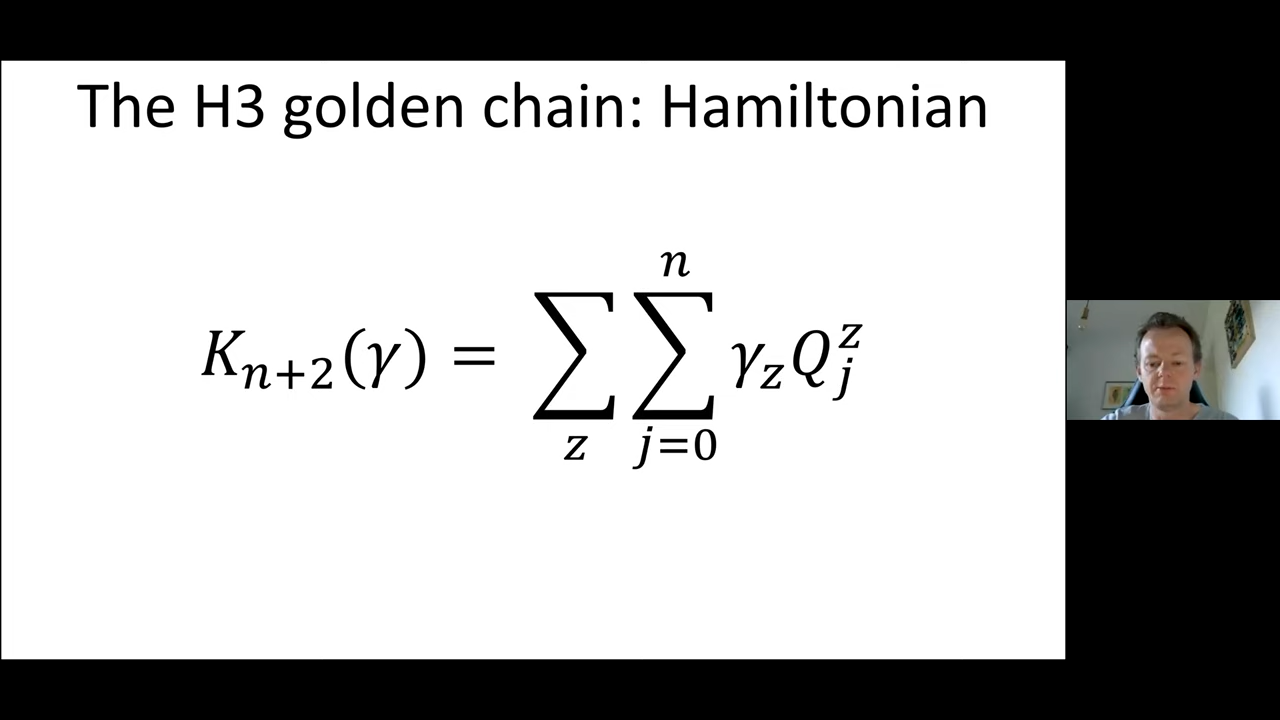 The H3 golden chain: Hamiltonian
K_{n+2}(γ) = ∑_z ∑_{j=0}^{n} γ_z Q_j^z